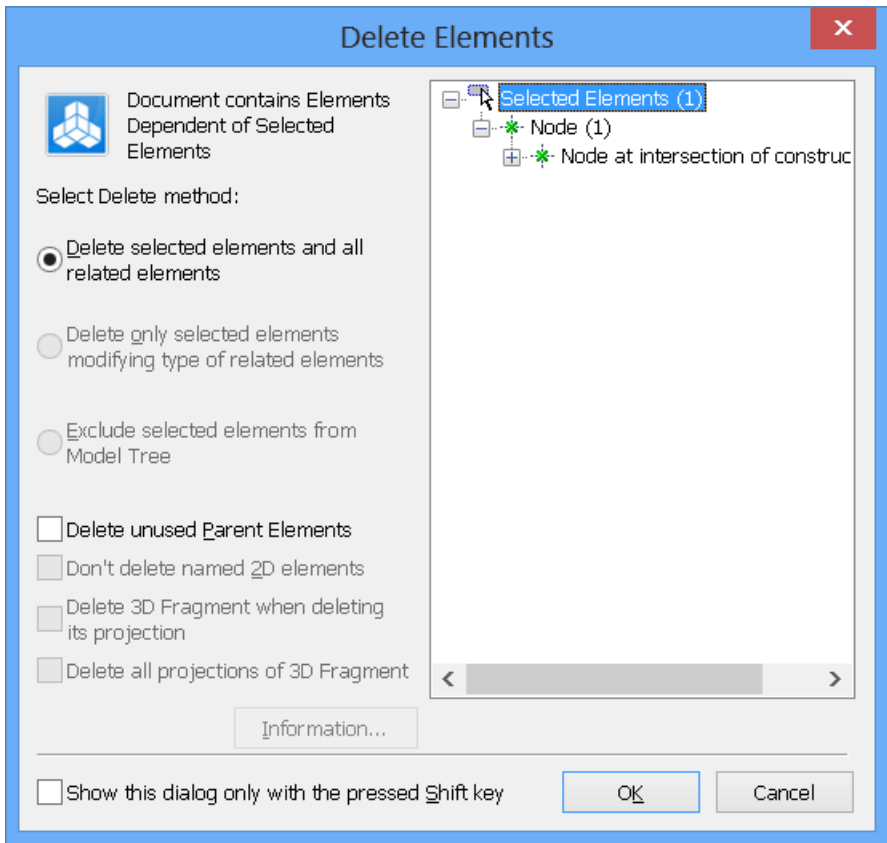 Delete Elements
Document contains Elements
Dependent of Selected
Elements
Select Delete method:
Delete selected elements and all
related elements
Delete only selected elements
modifying type of related elements
Exclude selected elements from
Model Tree
Delete unused Parent Elements
Don't delete named 2D elements
Delete 3D Fragment when deleting
its projection
Delete all projections of 3D Fragment
Information...
Selected Elements (1)
Node (1)
Node at intersection of construc
Show this dialog only with the pressed Shift key
OK
Cancel